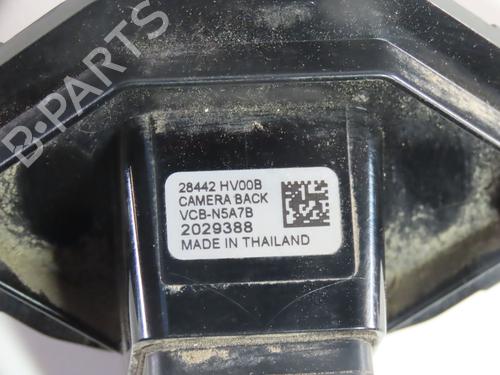 B-PARTS
28442 HV00B
CAMERA BACK
VCB-N5A7B
2029388
MADE IN THAILAND